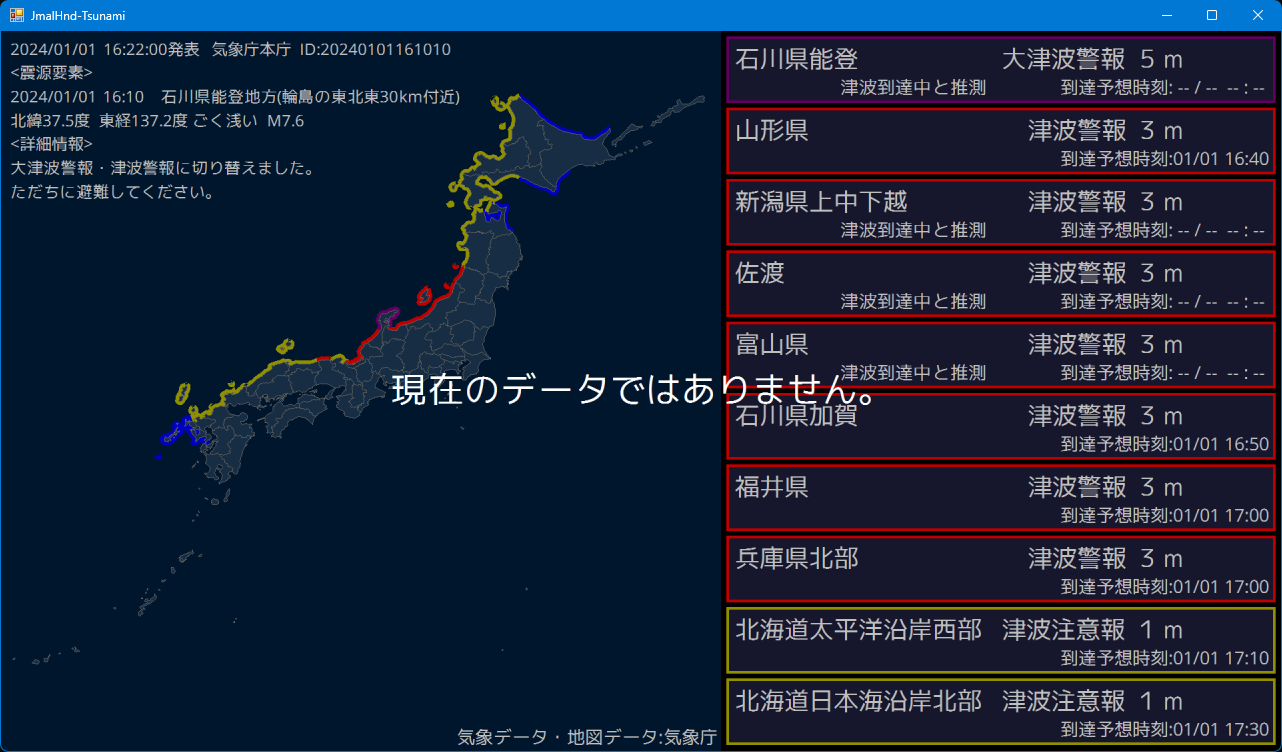 JmaIHnd-Tsunami
2024/01/01 16:22:00発表 気象庁本庁 ID:20240101161010
<震源要素>
2024/01/01 16:10 石川県能登地方(輪島の東北東30km付近)
北緯37.5度 東経137.2度 ごく浅い M7.6
<詳細情報>
大津波警報・津波警報に切り替えました。
ただちに避難してください。
現在のデータではありません。
気象データ・地図データ:気象庁
石川県能登 大津波警報 5 m
津波到達中と推測 到達予想時刻: -- / -- -- : --
山形県 津波警報 3 m
到達予想時刻:01/01 16:40
新潟県上中下越 津波警報 3 m
津波到達中と推測 到達予想時刻: -- / -- -- : --
佐渡 津波警報 3 m
津波到達中と推測 到達予想時刻: -- / -- -- : --
富山県 津波警報 3 m
津波到達中と推測 到達予想時刻: -- / -- -- : --
石川県加賀 津波警報 3 m
到達予想時刻:01/01 16:50
福井県 津波警報 3 m
到達予想時刻:01/01 17:00
兵庫県北部 津波警報 3 m
到達予想時刻:01/01 17:00
北海道太平洋沿岸西部 津波注意報 1 m
到達予想時刻:01/01 17:10
北海道日本海沿岸北部 津波注意報 1 m
到達予想時刻:01/01 17:30